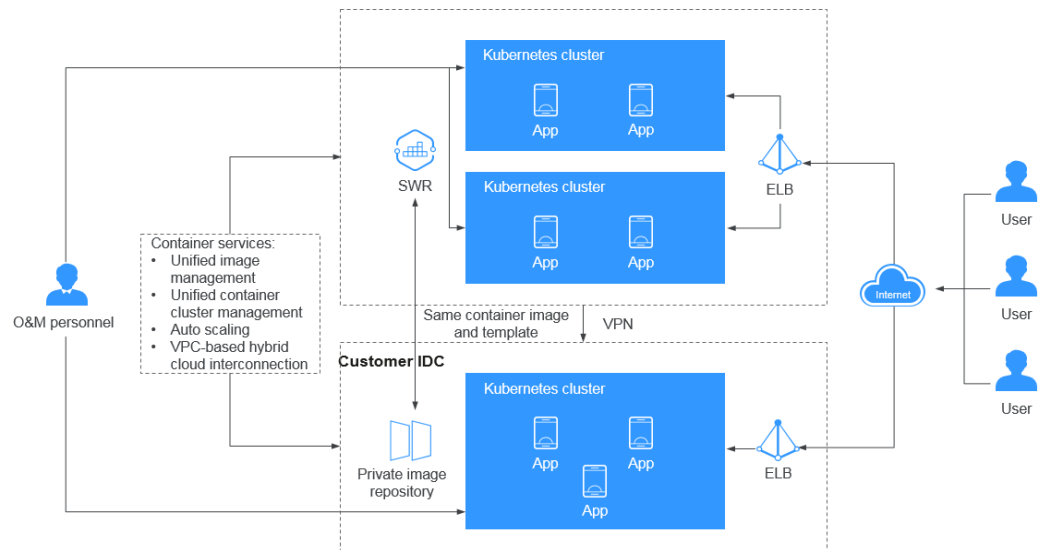 Kubernetes cluster
App
App
SWR
ELB
Kubernetes cluster
App
App
User
Container services:
• Unified image
management
• Unified container
cluster management
• Auto scaling
• VPC-based hybrid
cloud interconnection
O&M personnel
Internet
User
Same container image
and template
VPN
Customer IDC
Kubernetes cluster
App
App
App
Private image
repository
ELB
User